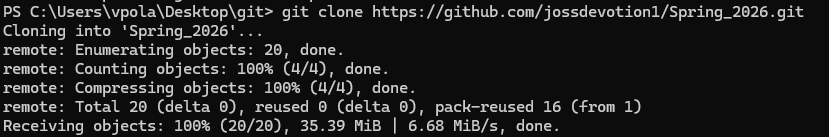 PS C:\Users\vpola\Desktop\git> git clone https://github.com/jossdevotion1/Spring_2026.git
Cloning into 'Spring_2026'...
remote: Enumerating objects: 20, done.
remote: Counting objects: 100% (4/4), done.
remote: Compressing objects: 100% (4/4), done.
remote: Total 20 (delta 0), reused 0 (delta 0), pack-reused 16 (from 1)
Receiving objects: 100% (20/20), 35.39 MiB | 6.68 MiB/s, done.